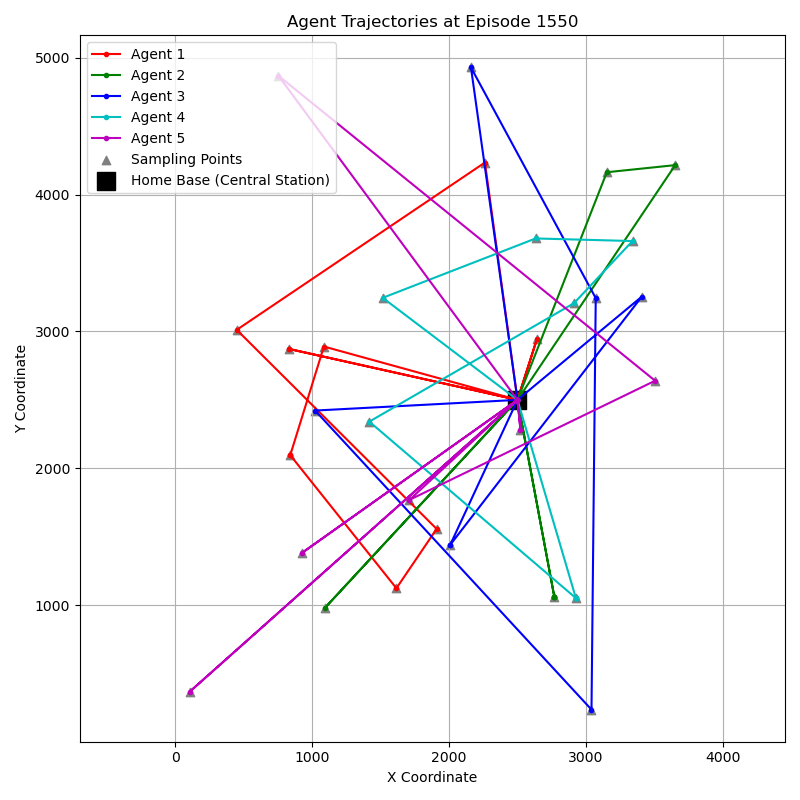 Agent Trajectories at Episode 1550
Agent 1
Agent 2
Agent 3
Agent 4
Agent 5
Sampling Points
Home Base (Central Station)
5000
4000
3000
2000
1000
Y Coordinate
0
1000
2000
3000
4000
X Coordinate